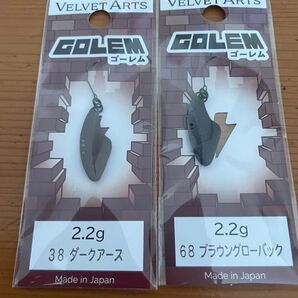 VELVET ARTS
GOLEM
ゴーレム
2.2g
38 ダークアース
Made in Japan
VELVET ARTS
GOLEM
ゴーレム
2.2g
68 ブラウングローバック
Made in Japan